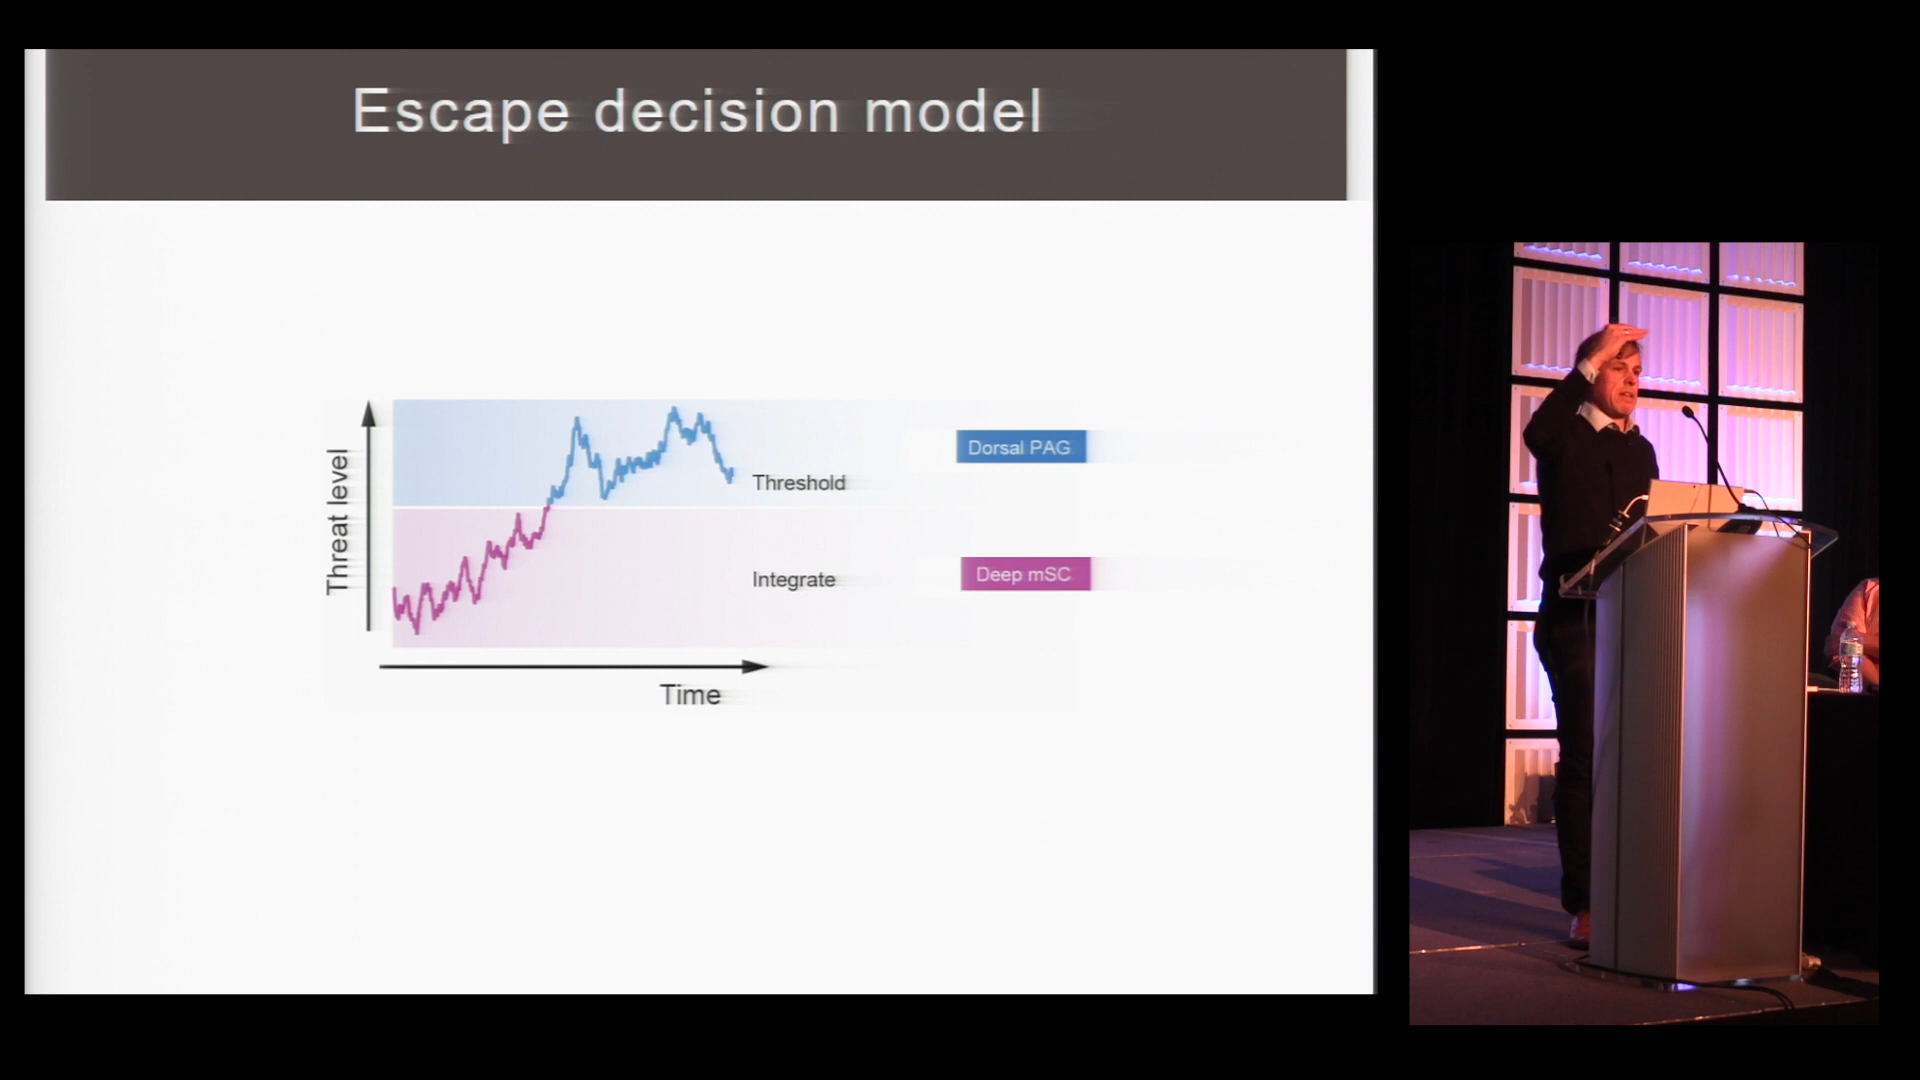 Escape decision model
Threat level
Threshold
Dorsal PAG
Integrate
Deep mSC
Time